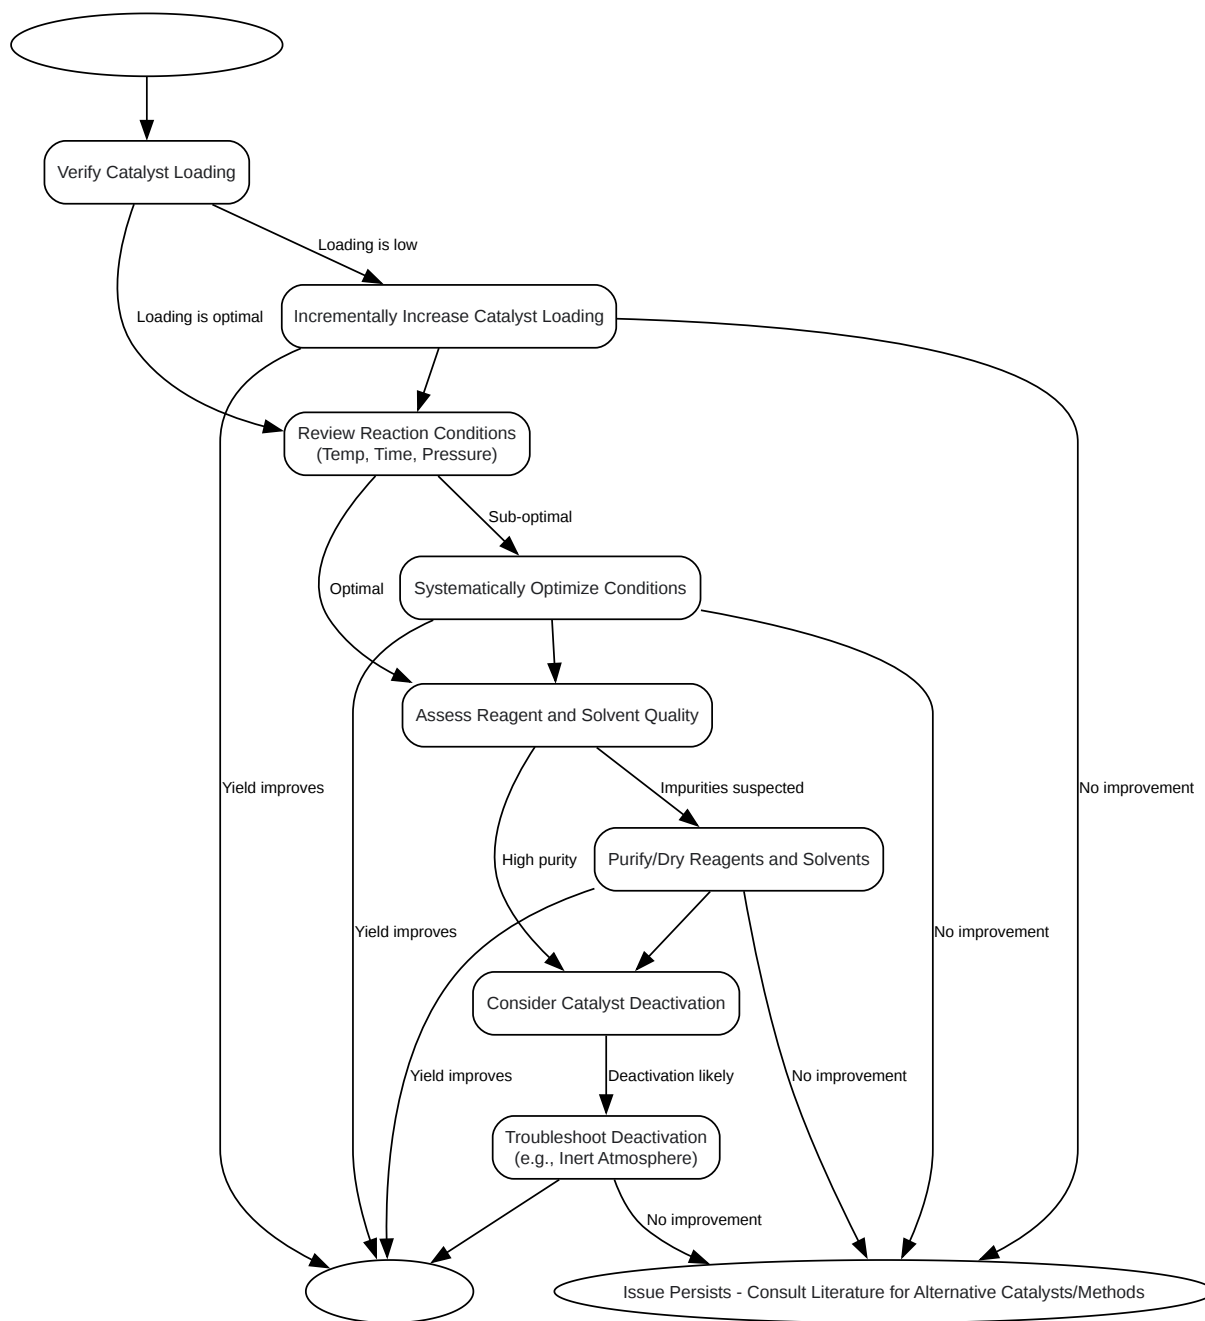 Verify Catalyst Loading
Loading is low
Loading is optimal
Incrementally Increase Catalyst Loading
Review Reaction Conditions
(Temp, Time, Pressure)
Sub-optimal
Optimal
Systematically Optimize Conditions
Assess Reagent and Solvent Quality
Yield improves
Impurities suspected
No improvement
High purity
Purify/Dry Reagents and Solvents
Yield improves
No improvement
Consider Catalyst Deactivation
Yield improves
Deactivation likely
No improvement
Troubleshoot Deactivation
(e.g., Inert Atmosphere)
No improvement
Issue Persists - Consult Literature for Alternative Catalysts/Methods